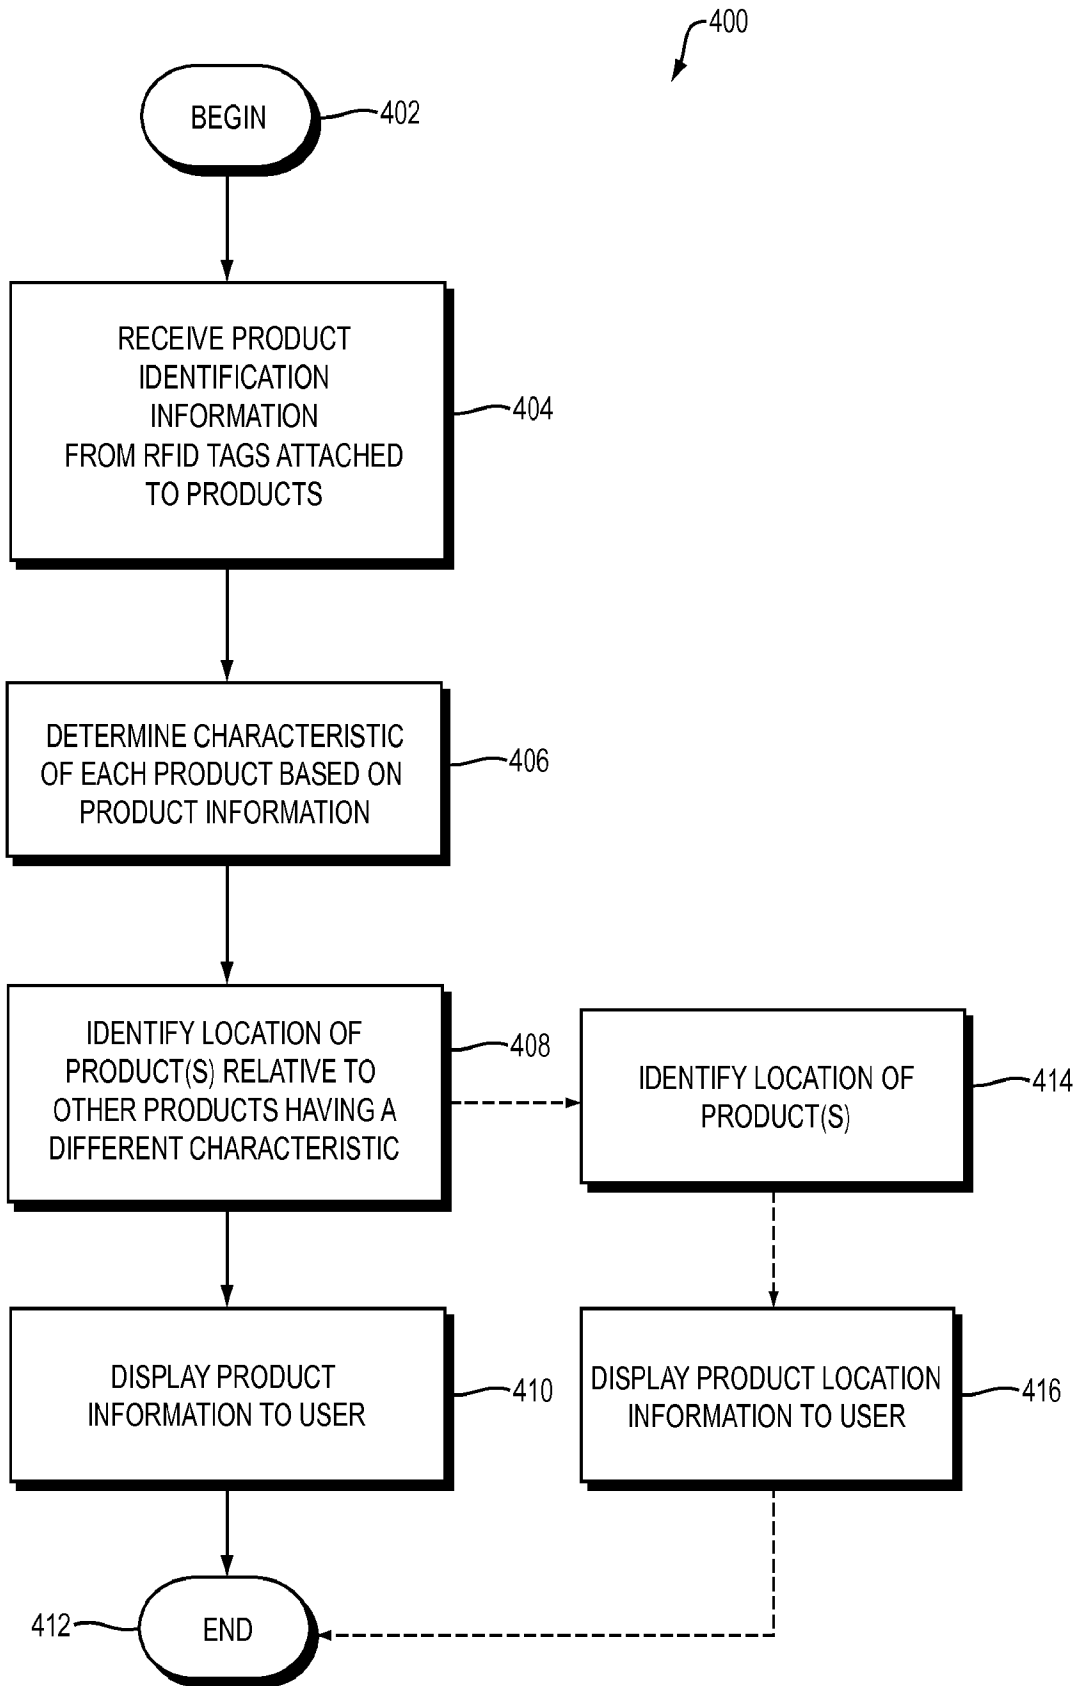 400
BEGIN
402
RECEIVE PRODUCT
IDENTIFICATION
INFORMATION
FROM RFID TAGS ATTACHED
TO PRODUCTS
404
DETERMINE CHARACTERISTIC
OF EACH PRODUCT BASED ON
PRODUCT INFORMATION
406
IDENTIFY LOCATION OF
PRODUCT(S) RELATIVE TO
OTHER PRODUCTS HAVING A
DIFFERENT CHARACTERISTIC
408
IDENTIFY LOCATION OF
PRODUCT(S)
414
DISPLAY PRODUCT
INFORMATION TO USER
410
DISPLAY PRODUCT LOCATION
INFORMATION TO USER
416
412
END